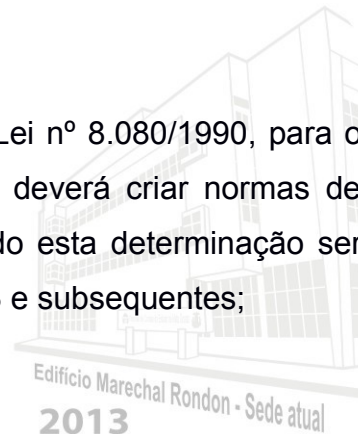 Lei nº 8.080/1990, para o
deverá criar normas de
esta determinação ser
e subsequentes;
Edifício Marechal Rondon - Sede atual
2013